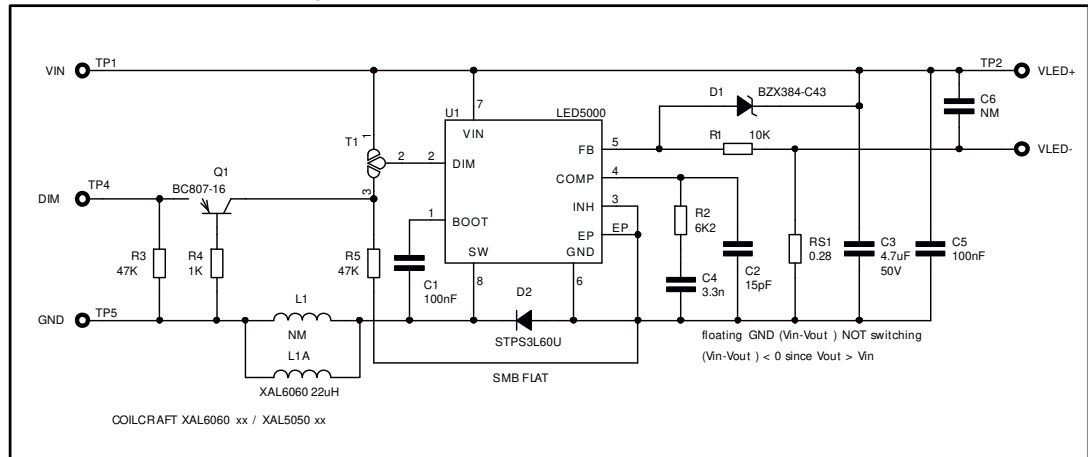 VIN
TP1
TP2
VLED+
D1
BZX384-C43
C6
NM
7
U1
LED5000
VIN
T1
1
2
2
DIM
3
FB
5
R1
10K
VLED-
Q1
BC807-16
DIM
TP4
COMP
4
1
BOOT
INH
3
EP
EP
SW
GND
R2
6K2
R3
47K
R4
1K
R5
47K
C1
100nF
8
6
RS1
0.28
C3
4.7uF
50V
C5
100nF
C2
15pF
C4
3.3n
L1
D2
GND
TP5
NM
STPS3L60U
L1A
floating GND (Vin-Vout ) NOT switching
(Vin-Vout ) < 0 since Vout > Vin
SMB FLAT
XAL6060 22uH
COILCRAFT XAL6060 xx / XAL5050 xx